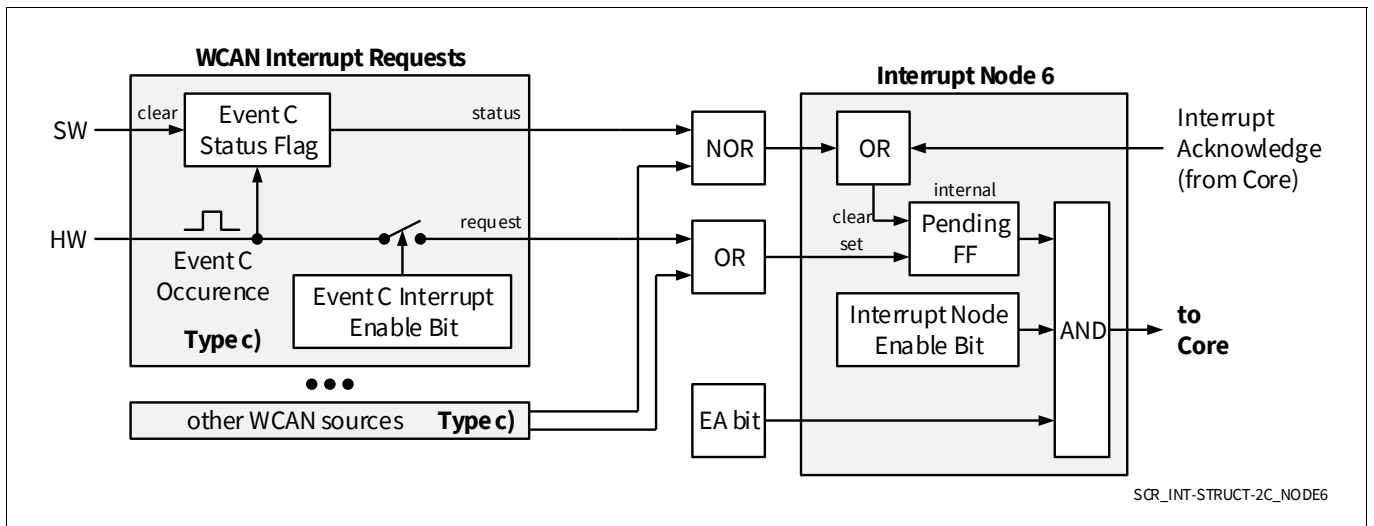 WCAN Interrupt Requests
Interrupt Node 6
SW
clear
Event C
Status Flag
status
NOR
OR
Interrupt
Acknowledge
(from Core)
HW
Event C
Occurence
request
Event C Interrupt
Enable Bit
Type c)
OR
internal
clear
set
Pending
FF
Interrupt Node
Enable Bit
AND
to
Core
other WCAN sources
Type c)
EA bit
SCR_INT-STRUCT-2C_NODE6